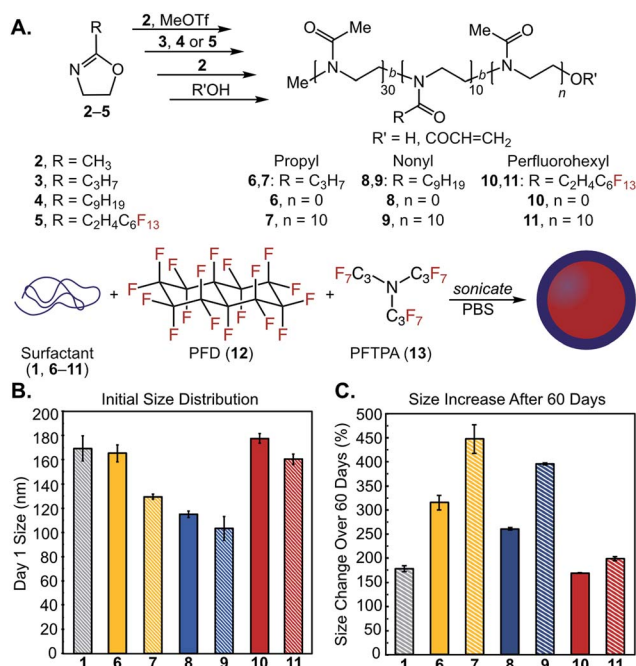 A.
R
N
O
2–5
2, MeOTf
3, 4 or 5
2
R'OH
Me
O
Me
N
30
b
N
10
R
O
b
Me
O
N
n
OR'
R' = H, COCH=CH2
2, R = CH3
3, R = C3H7
4, R = C9H19
5, R = C2H4C6F13
Propyl
6,7: R = C3H7
6, n = 0
7, n = 10
Nonyl
8,9: R = C9H19
8, n = 0
9, n = 10
Perfluorohexyl
10,11: R = C2H4C6F13
10, n = 0
11, n = 10
Surfactant
(1, 6–11)
+
F F F F F F F F F F F F F F F F F F
PFD (12)
+
F7C3 N C3F7
C3F7
PFTPA (13)
sonicate
PBS
B.
Initial Size Distribution
Day 1 Size (nm)
200
180
160
140
120
100
80
60
40
20
0
1 6 7 8 9 10 11
C.
Size Increase After 60 Days
Size Change Over 60 Days (%)
500
450
400
350
300
250
200
150
100
50
0
1 6 7 8 9 10 11